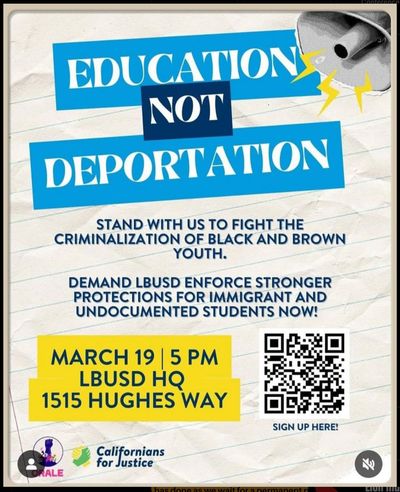 EDUCATION
NOT
DEPORTATION
STAND WITH US TO FIGHT THE
CRIMINALIZATION OF BLACK AND BROWN
YOUTH.
DEMAND LBUSD ENFORCE STRONGER
PROTECTIONS FOR IMMIGRANT AND
UNDOCUMENTED STUDENTS NOW!
MARCH 19 | 5 PM
LBUSD HQ
1515 HUGHES WAY
SIGN UP HERE!
Californians
for Justice